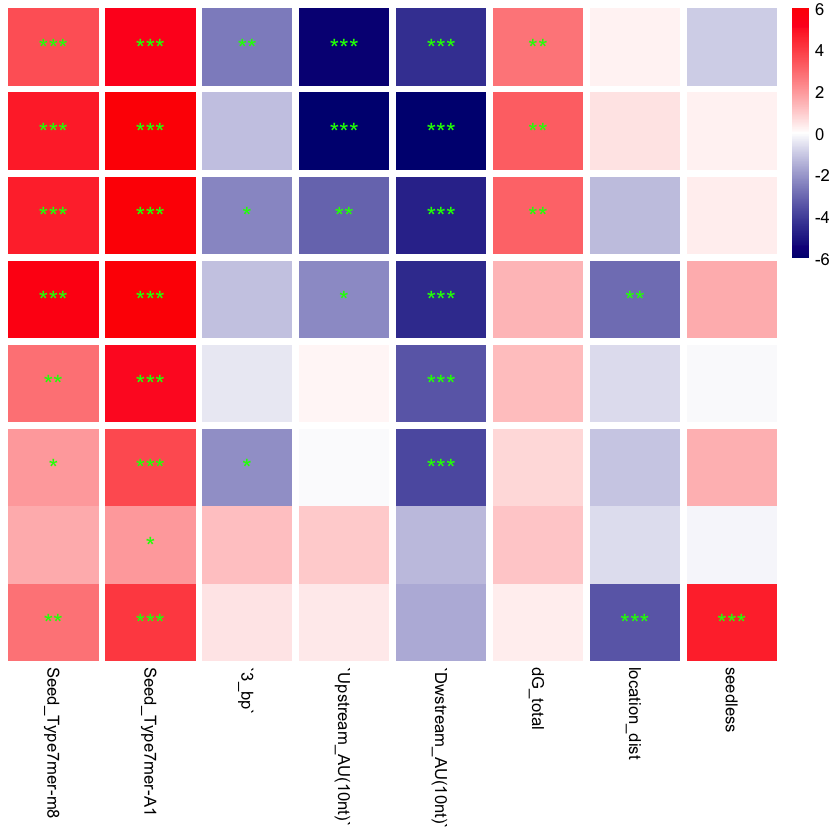 *** *** ** *** *** ** 6
*** *** *** *** ** 4
*** *** * ** *** ** 2
*** *** * *** ** 0
** *** *** -2
* *** * *** -4
* -6
** *** *** ***
Seed_Type7mer-m8
Seed_Type7mer-A1
`3_bp`
`Upstream_AU(10nt)`
`Dwstream_AU(10nt)`
dG_total
location_dist
seedless